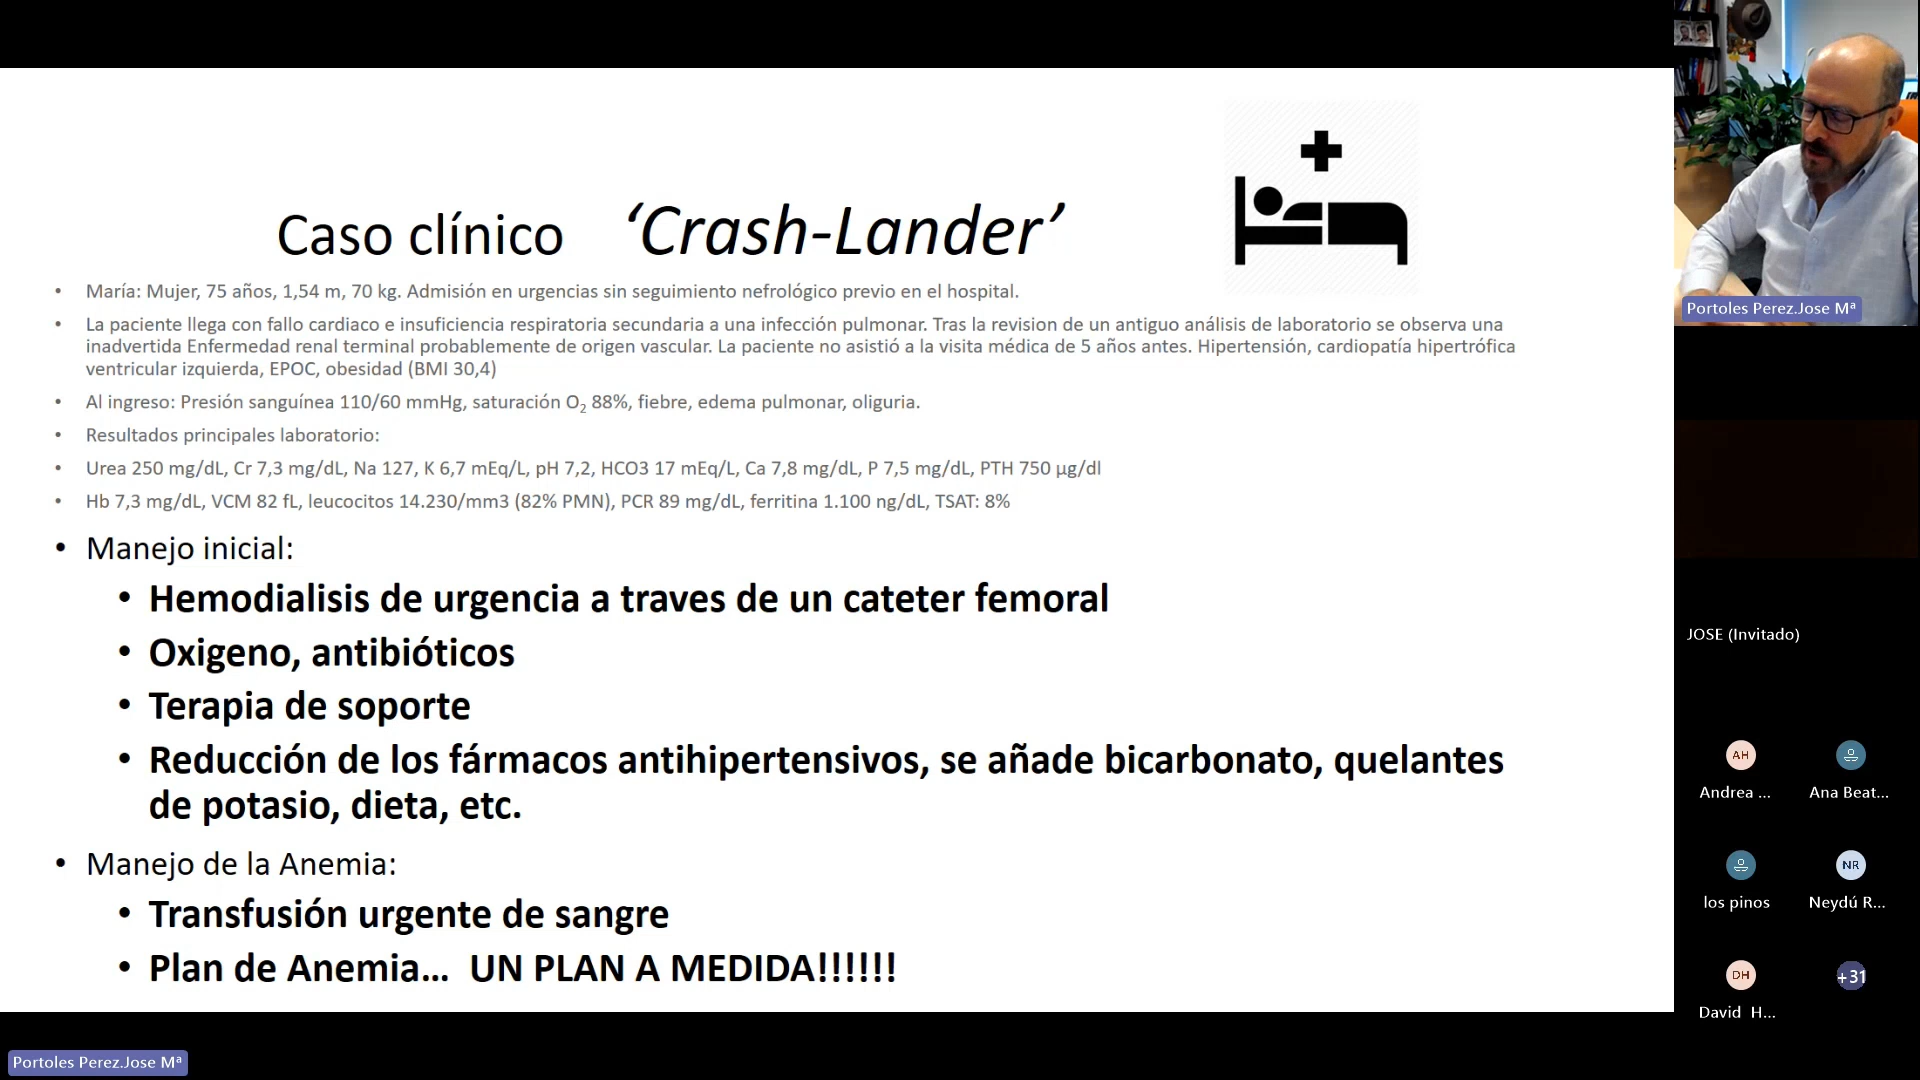 Caso clínico ‘Crash-Lander’
• María: Mujer, 75 años, 1,54 m, 70 kg. Admisión en urgencias sin seguimiento nefrológico previo en el hospital.
• La paciente llega con fallo cardiaco e insuficiencia respiratoria secundaria a una infección pulmonar. Tras la revision de un antiguo análisis de laboratorio se observa una
inadvertida Enfermedad renal terminal probablemente de origen vascular. La paciente no asistió a la visita médica de 5 años antes. Hipertensión, cardiopatía hipertrófica
ventricular izquierda, EPOC, obesidad (BMI 30,4)
• Al ingreso: Presión sanguínea 110/60 mmHg, saturación O2 88%, fiebre, edema pulmonar, oliguria.
• Resultados principales laboratorio:
• Urea 250 mg/dL, Cr 7,3 mg/dL, Na 127, K 6,7 mEq/L, pH 7,2, HCO3 17 mEq/L, Ca 7,8 mg/dL, P 7,5 mg/dL, PTH 750 µg/dl
• Hb 7,3 mg/dL, VCM 82 fL, leucocitos 14.230/mm3 (82% PMN), PCR 89 mg/dL, ferritina 1.100 ng/dL, TSAT: 8%
• Manejo inicial:
• Hemodialisis de urgencia a traves de un cateter femoral
• Oxigeno, antibióticos
• Terapia de soporte
• Reducción de los fármacos antihipertensivos, se añade bicarbonato, quelantes
de potasio, dieta, etc.
• Manejo de la Anemia:
• Transfusión urgente de sangre
• Plan de Anemia… UN PLAN A MEDIDA!!!!!!
Portoles Perez.Jose Mª
Portoles Perez.Jose Mª
JOSE (Invitado)
AH
Andrea ...
Ana Beat...
los pinos
NR
Neydú R...
DH
David H...
+31